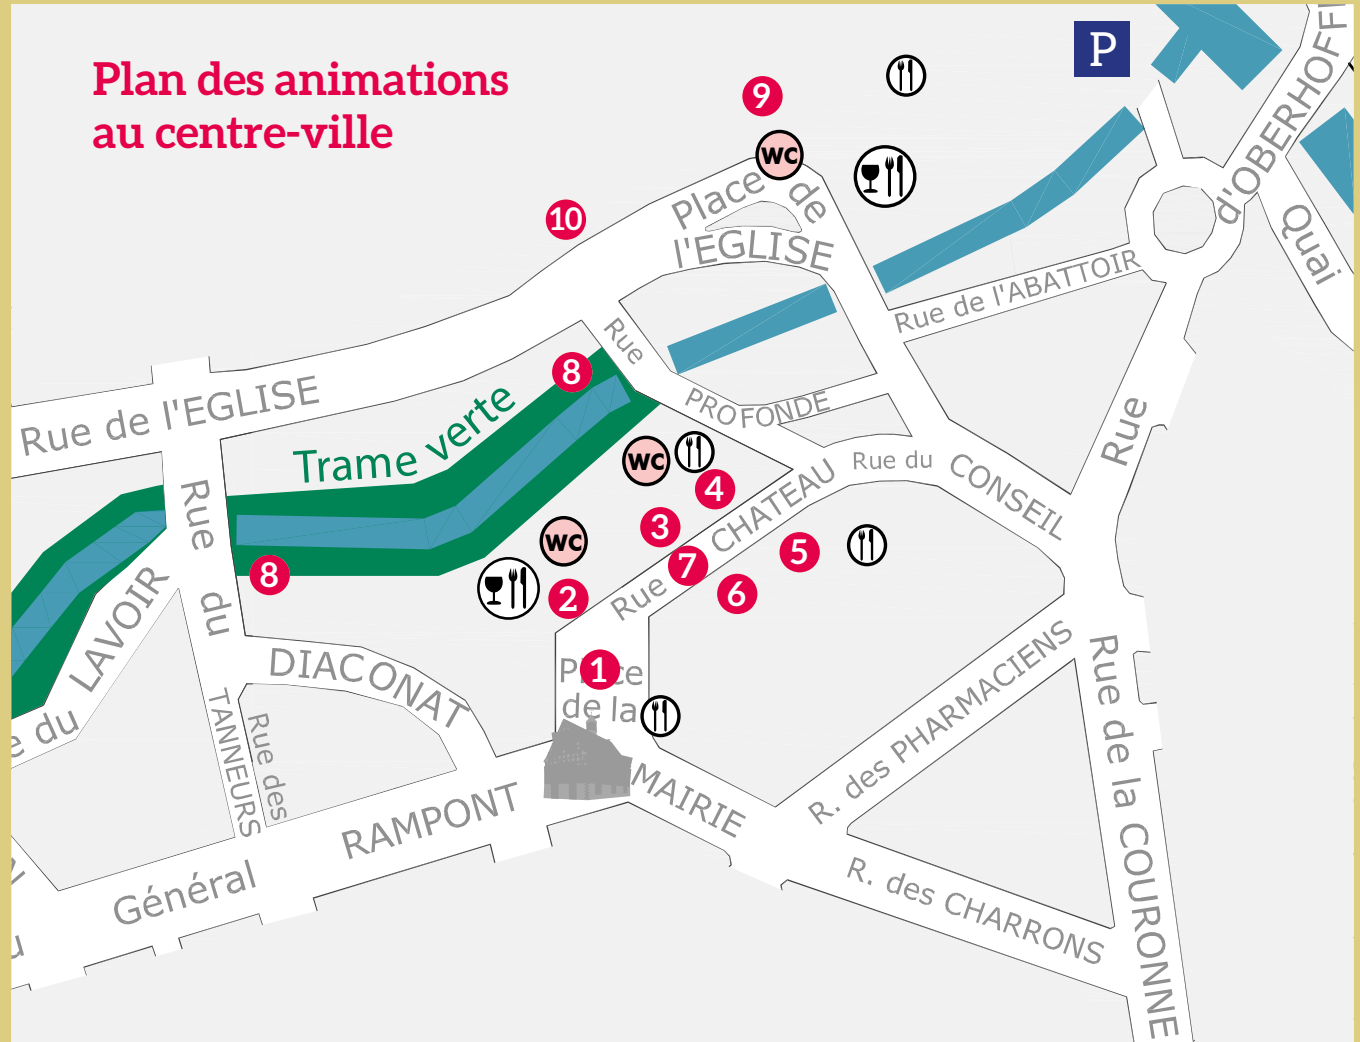 Plan des animations
au centre-ville
P
9
WC
10
Place de
l'EGLISE
d'OBERHOFF
Quai
Rue de l'ABATTOIR
Rue
PROFONDE
8
Rue de l'EGLISE
Trame verte
WC
4
Rue du
CONSEIL
Rue
Rue
du
3
Rue CHATEAU
7
5
6
WC
2
8
LAVOIR
du
DIACONAT
TANNEURS
Rue des
1
Place
de la
MAIRIE
RAMPONT
Général
R. des PHARMACIENS
R. des CHARRONS
Rue de la COURONNE